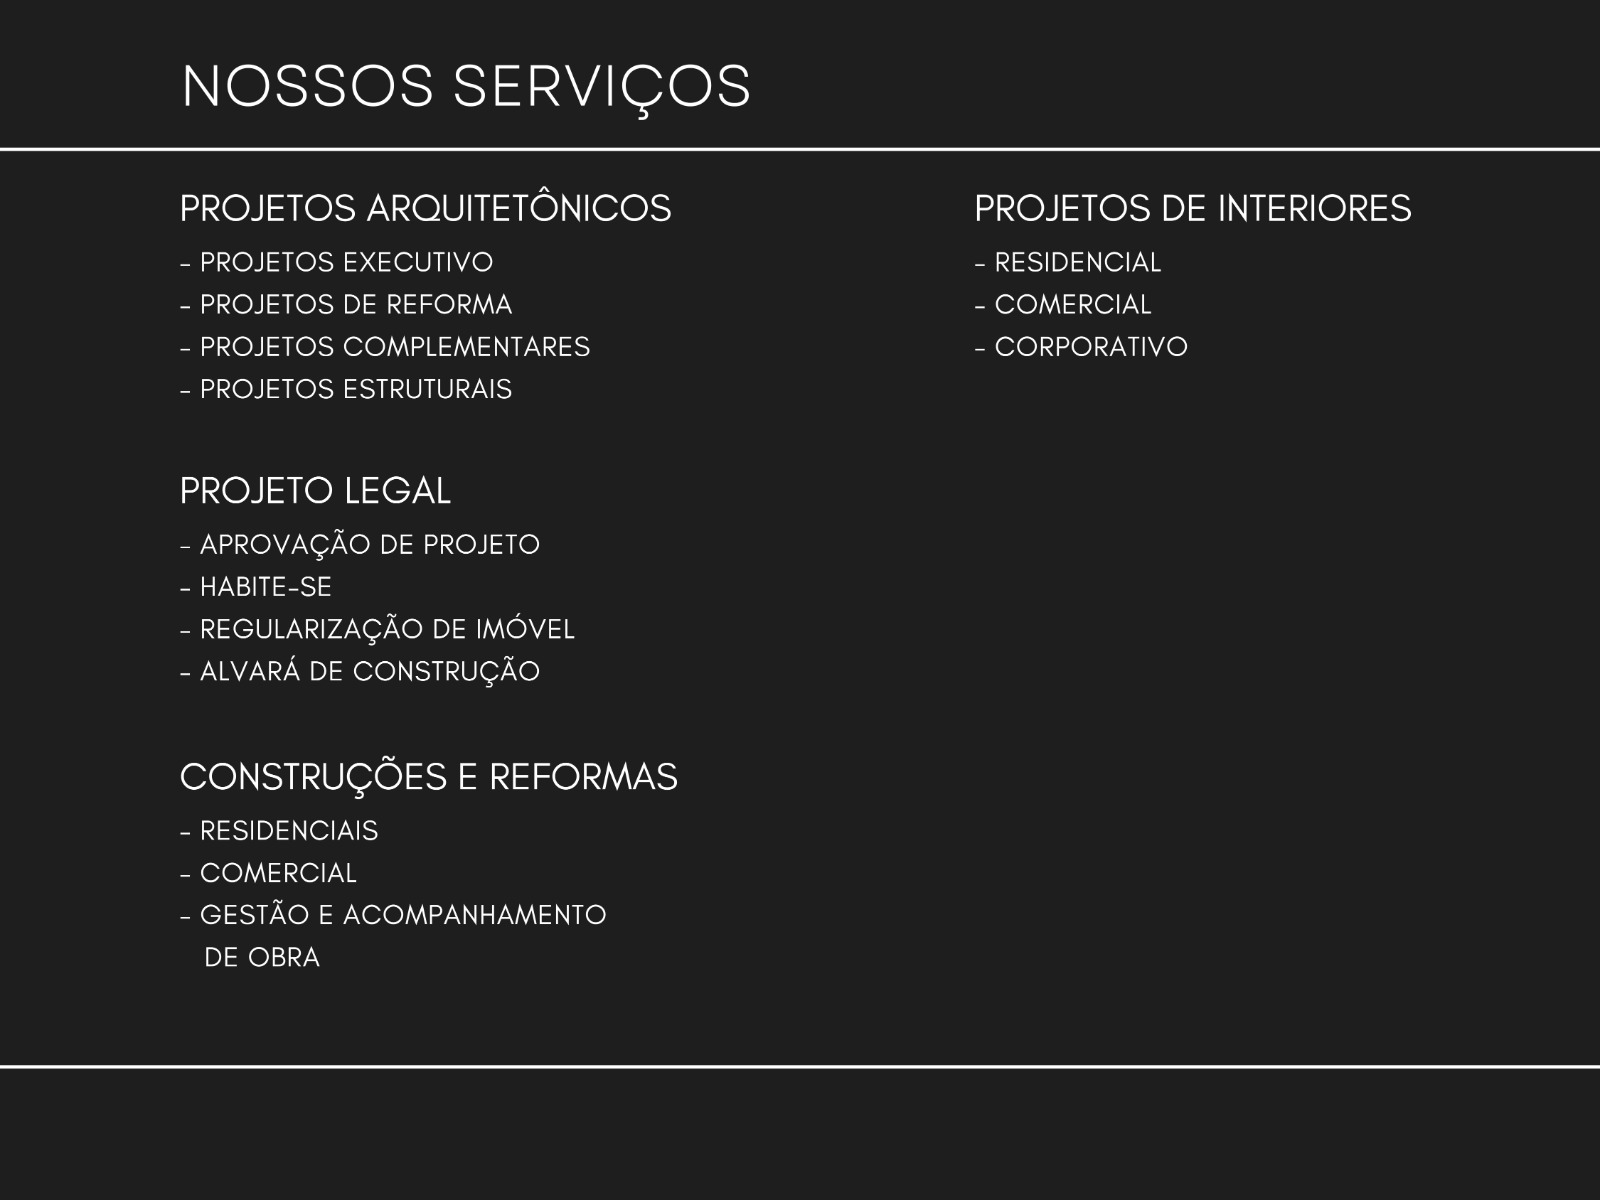 NOSSOS SERVIÇOS
PROJETOS ARQUITETÔNICOS
- PROJETOS EXECUTIVO
- PROJETOS DE REFORMA
- PROJETOS COMPLEMENTARES
- PROJETOS ESTRUTURAIS
PROJETO LEGAL
- APROVAÇÃO DE PROJETO
- HABITE-SE
- REGULARIZAÇÃO DE IMÓVEL
- ALVARÁ DE CONSTRUÇÃO
CONSTRUÇÕES E REFORMAS
- RESIDENCIAIS
- COMERCIAL
- GESTÃO E ACOMPANHAMENTO
DE OBRA
PROJETOS DE INTERIORES
- RESIDENCIAL
- COMERCIAL
- CORPORATIVO